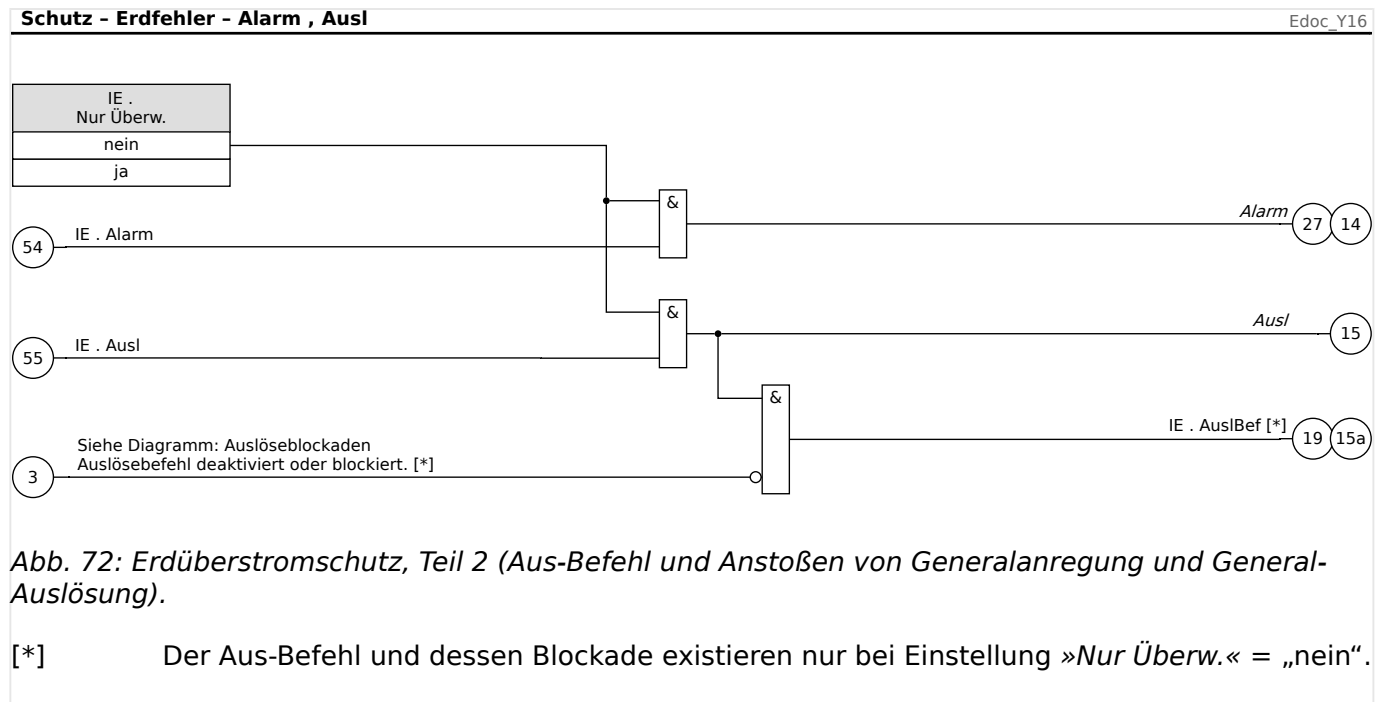 Schutz – Erdfehler – Alarm , Ausl
Edoc_Y16
IE .
Nur Überw.
nein
ja
&
Alarm
27
14
54
IE . Alarm
&
Ausl
15
55
IE . Ausl
&
IE . AuslBef [*]
19
15a
Siehe Diagramm: Auslöseblockaden
Auslösebefehl deaktiviert oder blockiert. [*]
3
Abb. 72: Erdüberstromschutz, Teil 2 (Aus-Befehl und Anstoßen von Generalanregung und General-
Auslösung).
[*] Der Aus-Befehl und dessen Blockade existieren nur bei Einstellung »Nur Überw.« = „nein“.